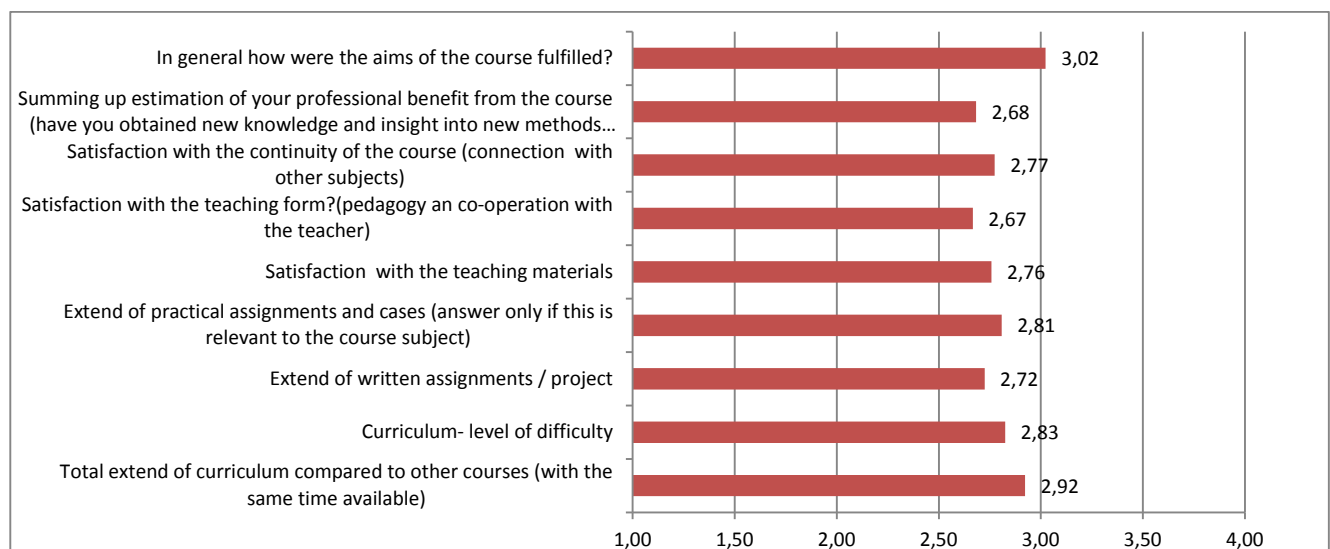 In general how were the aims of the course fulfilled?
3,02
Summing up estimation of your professional benefit from the course
(have you obtained new knowledge and insight into new methods…
2,68
Satisfaction with the continuity of the course (connection  with
other subjects)
2,77
Satisfaction with the teaching form?(pedagogy an co-operation with
the teacher)
2,67
Satisfaction  with the teaching materials
2,76
Extend of practical assignments and cases (answer only if this is
relevant to the course subject)
2,81
Extend of written assignments / project
2,72
Curriculum- level of difficulty
2,83
Total extend of curriculum compared to other courses (with the
same time available)
2,92
1,00 1,50 2,00 2,50 3,00 3,50 4,00